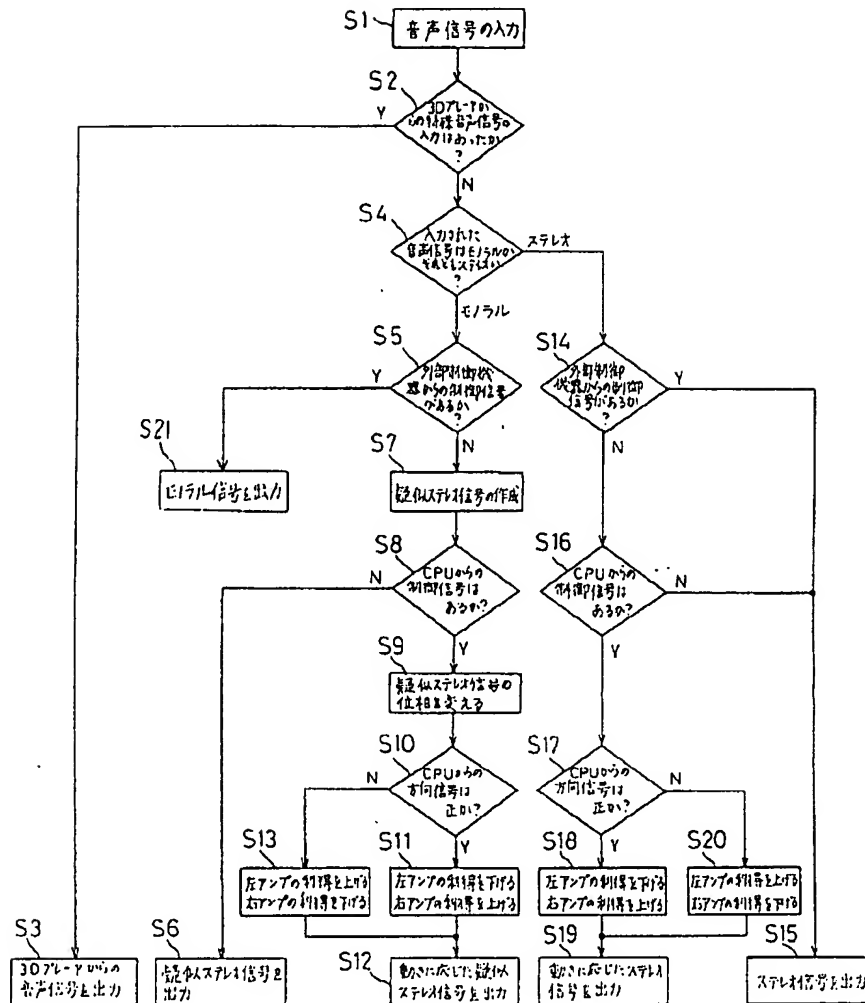 S1
音声信号の入力
S2
3Dプレーヤか
らの特殊音声信号の
入力はあったか
?
Y
N
S4
入力された
音声信号はモノラルか
それともステレオか
?
ステレオ
モノラル
S5
外部制御機
器からの制御信号
があるか
?
Y
N
S14
外部制御
機器からの制御
信号があるか
?
Y
N
S21
モノラル信号を出力
S7
疑似ステレオ信号の作成
S8
CPUからの
制御信号は
あるか?
N
Y
S16
CPUからの
制御信号は
あるか?
N
Y
S9
疑似ステレオ信号の
位相を変える
S10
CPUからの
方向信号は
正か?
N
Y
S17
CPUからの
方向信号は
正か?
N
Y
S13
左アンプの利得を上げる
右アンプの利得を下げる
S11
左アンプの利得を下げる
右アンプの利得を上げる
S18
左アンプの利得を下げる
右アンプの利得を上げる
S20
左アンプの利得を上げる
右アンプの利得を下げる
S3
3Dプレーヤからの
音声信号を出力
S6
疑似ステレオ信号を
出力
S12
動きに応じた疑似
ステレオ信号を出力
S19
動きに応じたステレオ
信号を出力
S15
ステレオ信号を出力